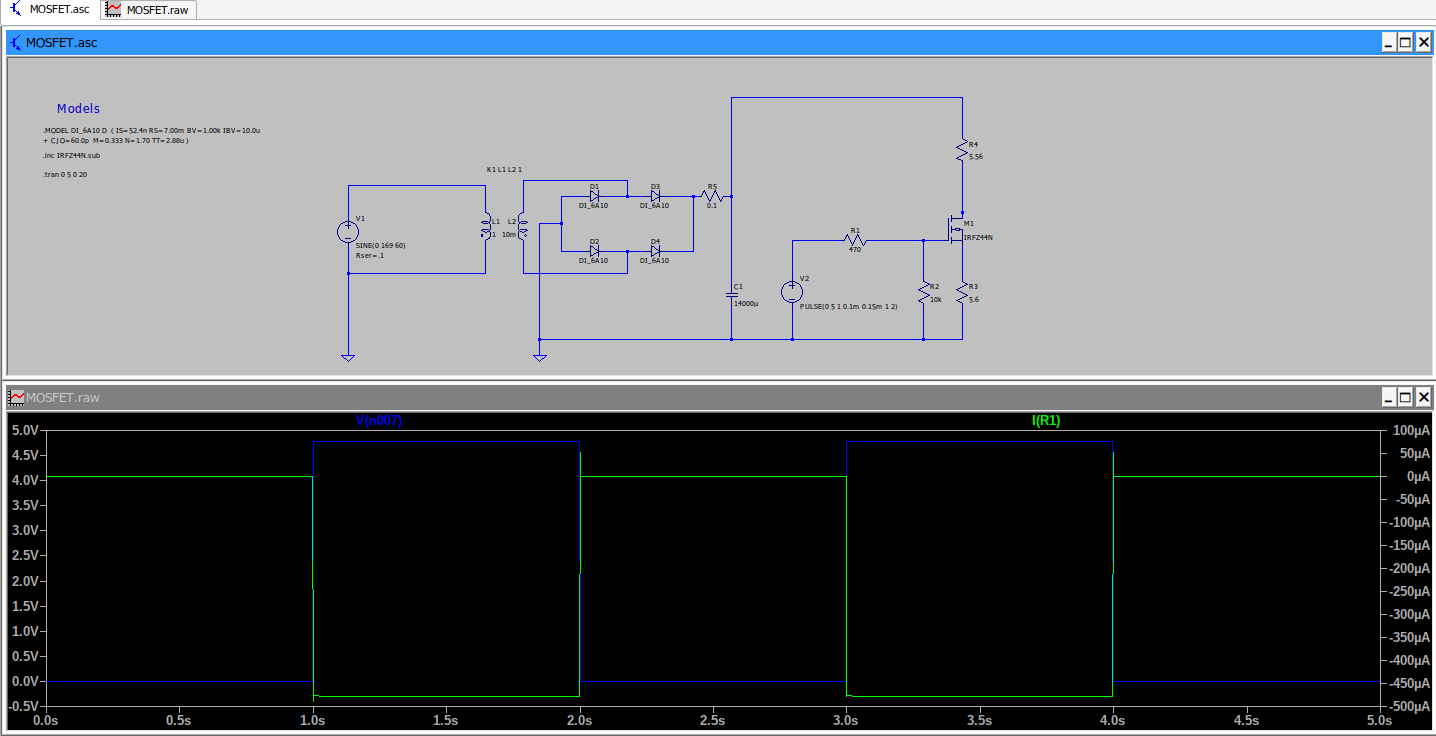 MOSFET.asc
MOSFET.raw
MOSFET.asc
Models
.MODEL DI_6A10 D ( IS=52.4n RS=7.00m BV=1.00k IBV=10.0u
+ CJO=60.0p M=0.333 N=1.70 TT=2.88u )
.inc IRFZ44N.sub
.tran 0 5 0 20
K1 L1 L2 1
V1
SINE(0 169 60)
Rser=.1
L1
1
L2
10m
D1
DI_6A10
D3
DI_6A10
D2
DI_6A10
D4
DI_6A10
R5
0.1
C1
14000µ
R4
5.56
M1
IRFZ44N
R1
470
V2
PULSE(0 5 1 0.1m 0.15m 1 2)
R2
10k
R3
5.6
MOSFET.raw
V(n007)
I(R1)
5.0V
4.5V
4.0V
3.5V
3.0V
2.5V
2.0V
1.5V
1.0V
0.5V
0.0V
-0.5V
100µA
50µA
0µA
-50µA
-100µA
-150µA
-200µA
-250µA
-300µA
-350µA
-400µA
-450µA
-500µA
0.0s 0.5s 1.0s 1.5s 2.0s 2.5s 3.0s 3.5s 4.0s 4.5s 5.0s